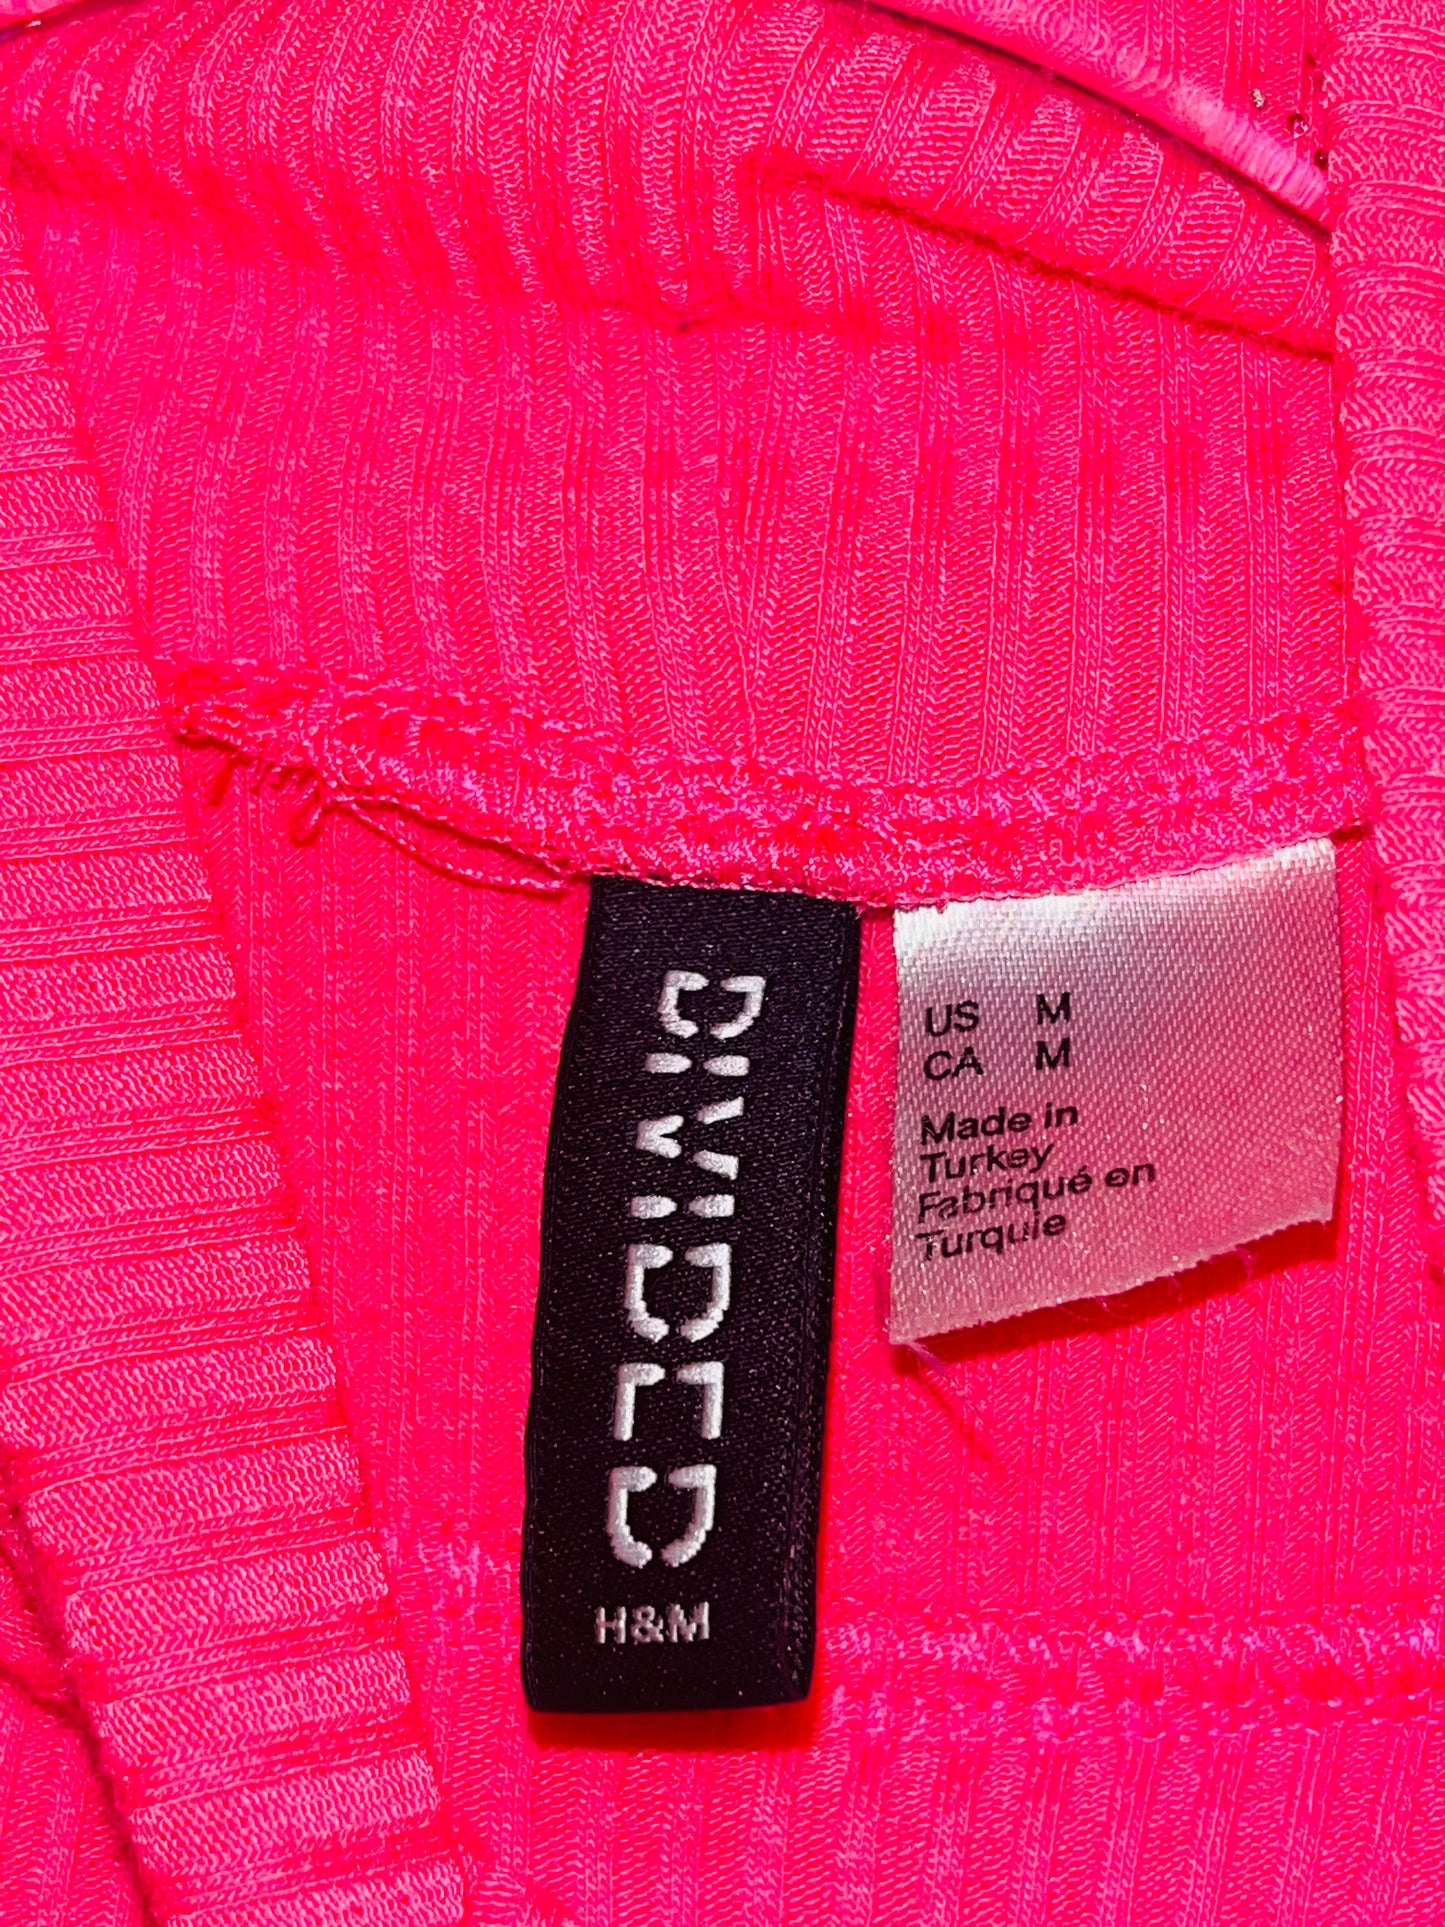 DIVIDED
H&M
US M
CA M
Made in
Turkey
Fabriqué en
Turquie